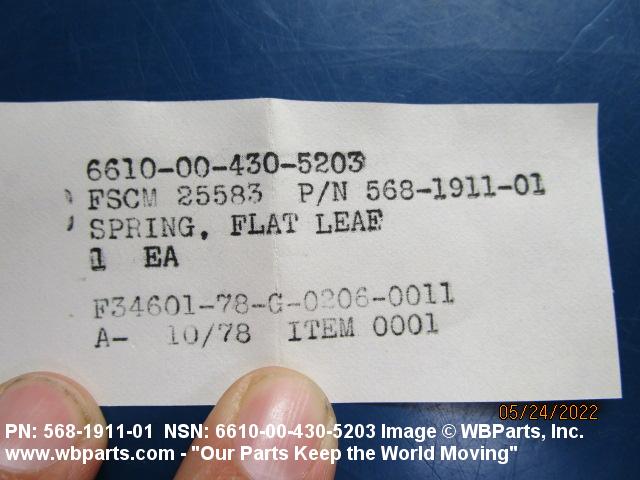 6610-00-430-5203
FSCM 25583 P/N 568-1911-01
SPRING, FLAT LEAF
1 EA
F34601-78-G-0206-0011
A- 10/78 ITEM 0001
05/24/2022
PN: 568-1911-01 NSN: 6610-00-430-5203 Image © WBParts, Inc.
www.wbparts.com - "Our Parts Keep the World Moving"